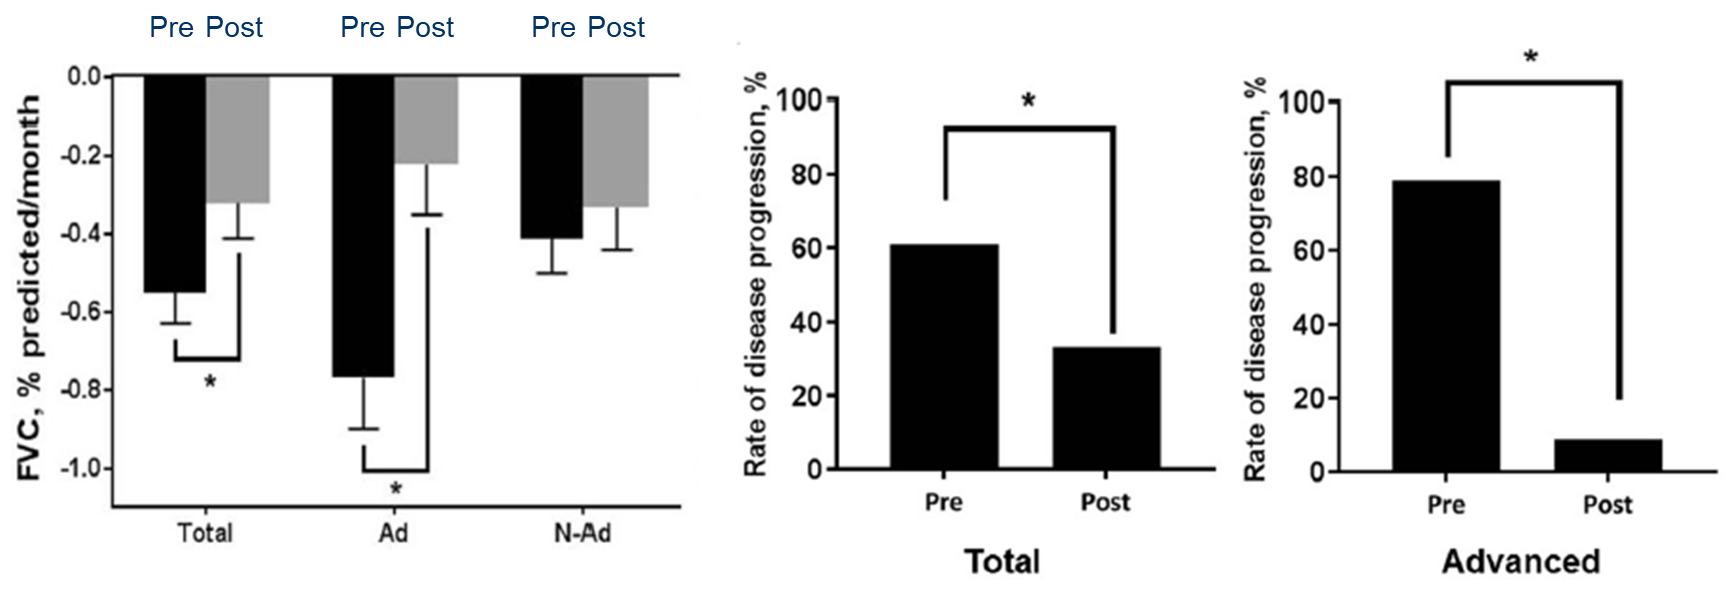 Pre Post
Pre Post
Pre Post
FVC, % predicted/month
0.0
-0.2
-0.4
-0.6
-0.8
-1.0
*
*
Total
Ad
N-Ad
Rate of disease progression, %
100
80
60
40
20
0
*
Pre
Post
Total
Rate of disease progression, %
100
80
60
40
20
0
*
Pre
Post
Advanced